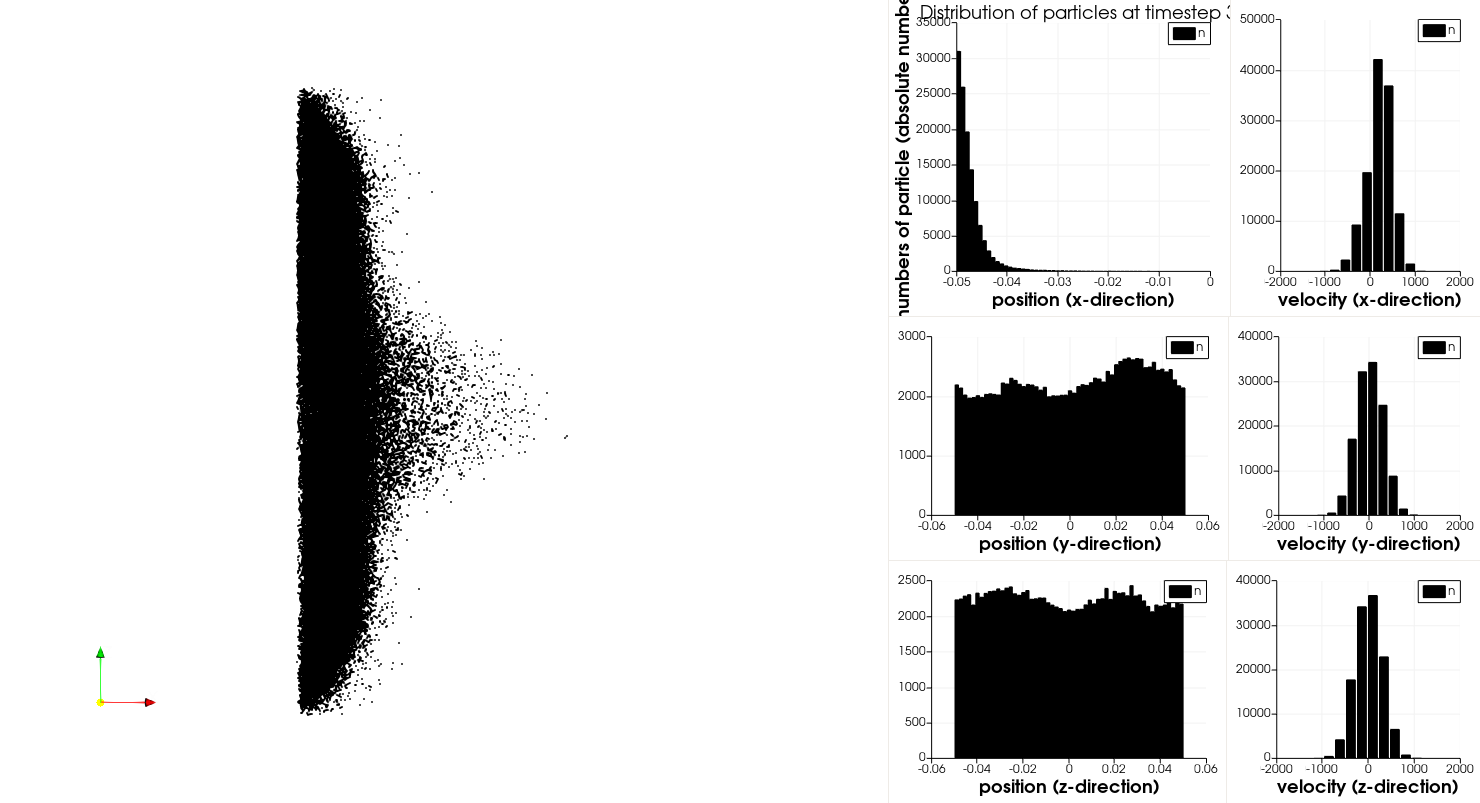 Distribution of particles at timestep
numbers of particle (absolute
35000
30000
25000
20000
15000
10000
5000
0
n
-0.05 -0.04 -0.03 -0.02 -0.01 0
position (x-direction)
50000
40000
30000
20000
10000
0
n
-2000 -1000 0 1000 2000
velocity (x-direction)
3000
2000
1000
0
n
-0.06 -0.04 -0.02 0 0.02 0.04 0.06
position (y-direction)
40000
30000
20000
10000
0
n
-2000 -1000 0 1000 2000
velocity (y-direction)
2500
2000
1500
1000
500
0
n
-0.06 -0.04 -0.02 0 0.02 0.04 0.06
position (z-direction)
40000
30000
20000
10000
0
n
-2000 -1000 0 1000 2000
velocity (z-direction)